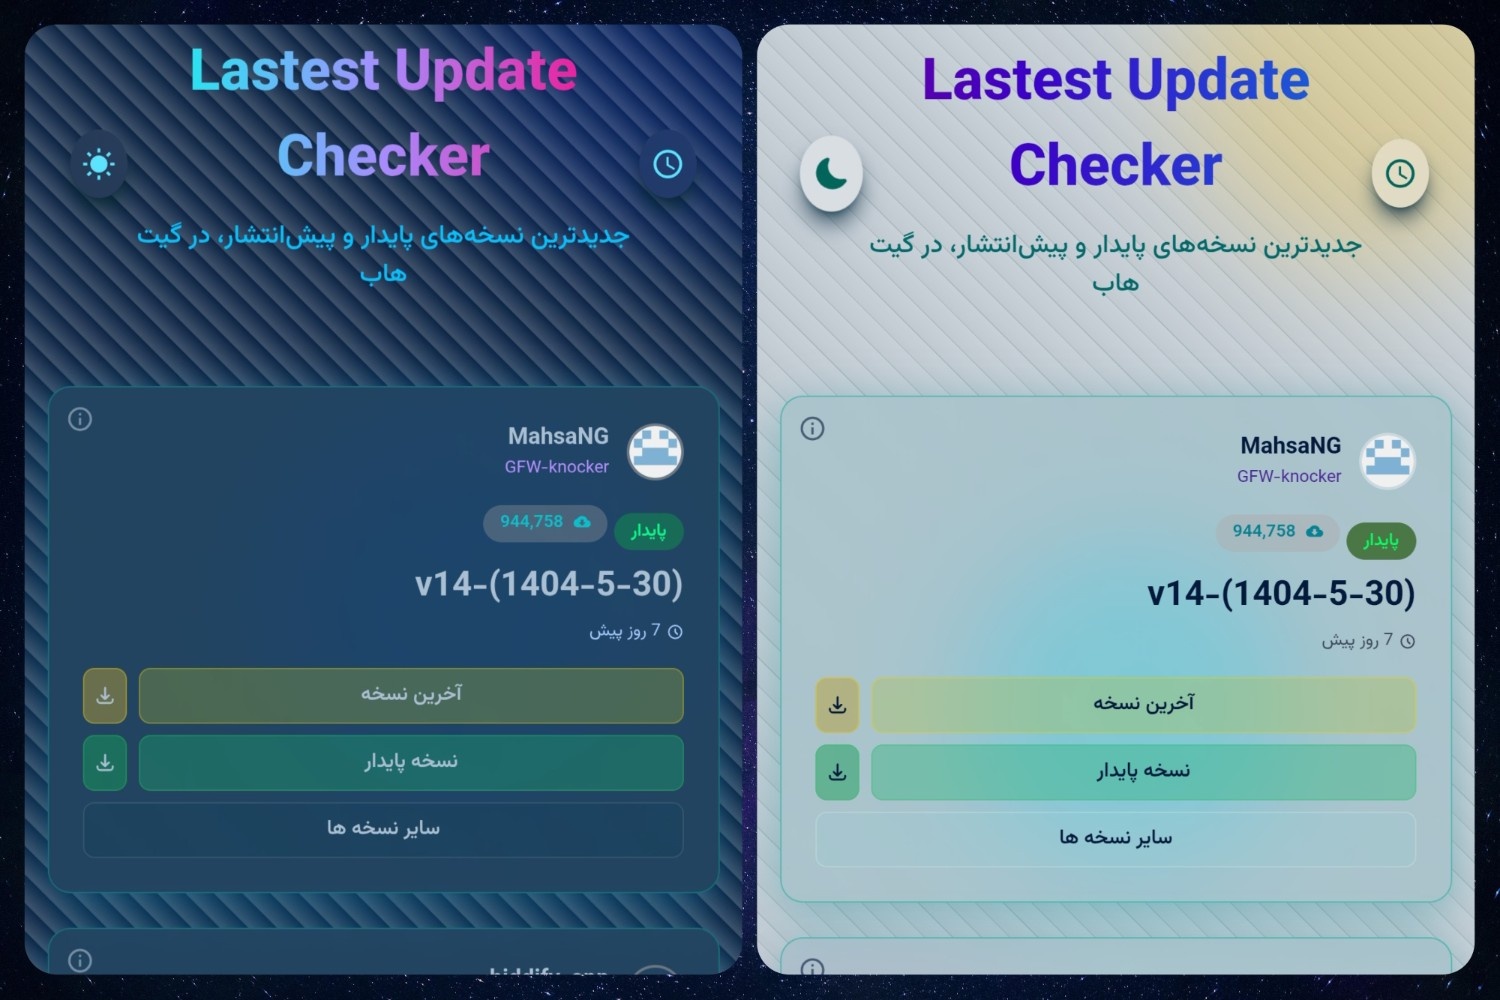 Lastest Update
Checker
جدیدترین نسخه‌های پایدار و پیش‌انتشار، در گیت
هاب
MahsaNG
GFW-knocker
پایدار
944,758
v14-(1404-5-30)
7 روز پیش
آخرین نسخه
نسخه پایدار
سایر نسخه ها
Lastest Update
Checker
جدیدترین نسخه‌های پایدار و پیش‌انتشار، در گیت
هاب
MahsaNG
GFW-knocker
پایدار
944,758
v14-(1404-5-30)
7 روز پیش
آخرین نسخه
نسخه پایدار
سایر نسخه ها